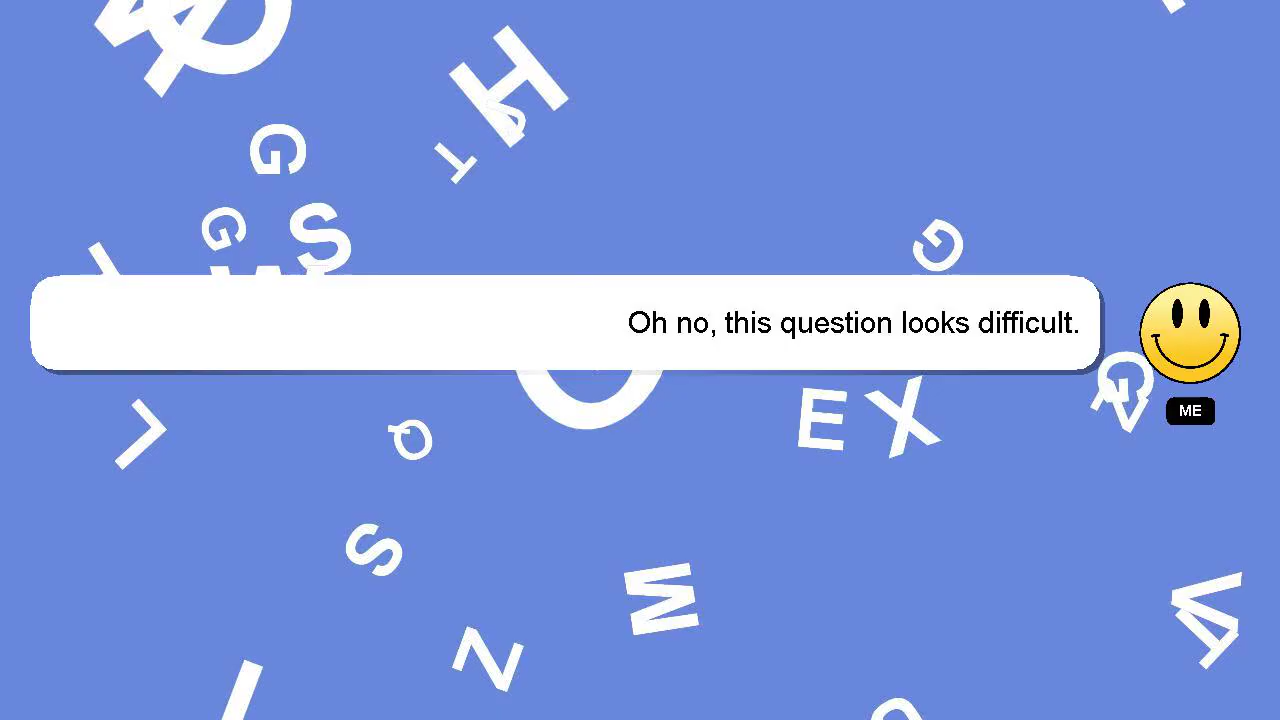 Oh no, this question looks difficult.
ME
G
H
T
G
S
G
L
Q
E
X
G
S
M
Z
V